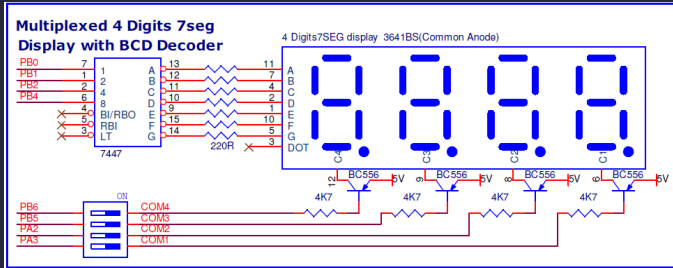 Multiplexed 4 Digits 7seg
Display with BCD Decoder
4 Digits7SEG display 3641BS(Common Anode)
PB0 7 1 A 13 11 A
PB1 1 2 B 12 7 B
PB2 2 4 C 11 4 C
PB4 6 8 D 10 2 D
4 BI/RBO E 9 1 E
5 RBI F 15 10 F
3 LT G 14 5 G
7447
220R
3 DOT
C4 C3 C2 C1
12 BC556 5V 9 BC556 5V 8 BC556 5V 6 BC556 5V
4K7 4K7 4K7 4K7
ON
PB6 COM4
PB5 COM3
PA2 COM2
PA3 COM1